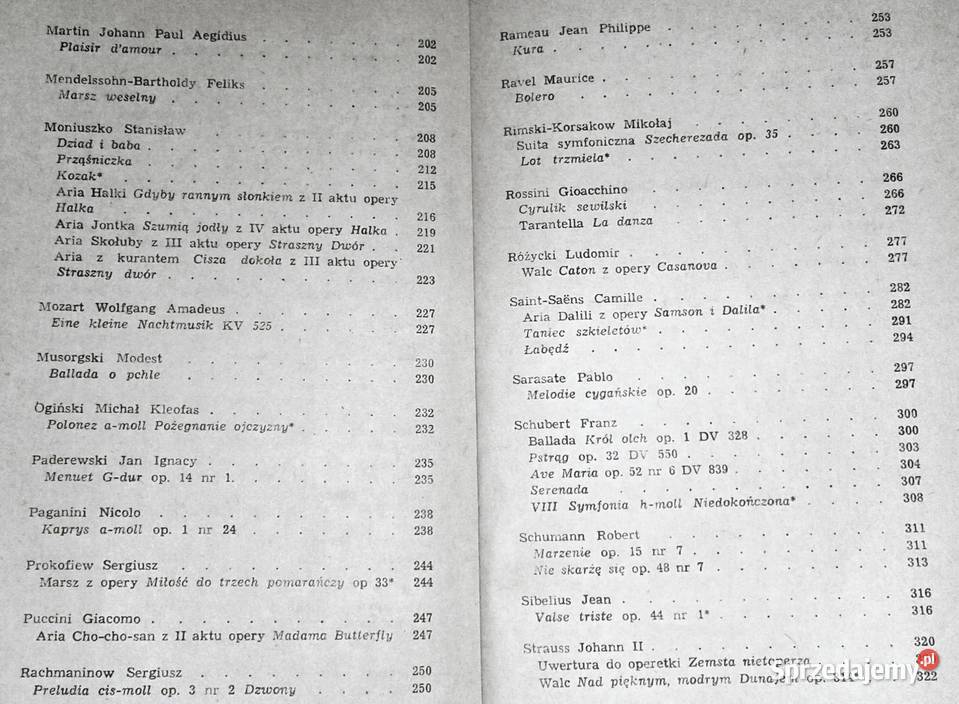 Martin Johann Paul Aegidius . . . . . . 202
Plaisir d'amour . . . . . . . . . 202
Mendelssohn-Bartholdy Feliks . . . . . . 205
Marsz weselny . . . . . . . . . 205
Moniuszko Stanisław . . . . . . . . 208
Dziad i baba . . . . . . . . . . 208
Prząśniczka . . . . . . . . . . 212
Kozak* . . . . . . . . . . . 215
Aria Halki Gdyby rannym słonkiem z II aktu opery
Halka . . . . . . . . . . . 216
Aria Jontka Szumią jodły z IV aktu opery Halka . 219
Aria Skołuby z III aktu opery Straszny Dwór . . 221
Aria z kurantem Cisza dokoła z III aktu opery
Straszny dwór . . . . . . . . . 223
Mozart Wolfgang Amadeus . . . . . . . 227
Eine kleine Nachtmusik KV 525 . . . . . 227
Musorgski Modest . . . . . . . . . 230
Ballada o pchle . . . . . . . . . 230
Ogiński Michał Kleofas . . . . . . . . 232
Polonez a-moll Pożegnanie ojczyzny* . . . . 232
Paderewski Jan Ignacy . . . . . . . . 235
Menuet G-dur op. 14 nr 1. . . . . . . . 235
Paganini Nicolo . . . . . . . . . . 238
Kaprys a-moll op. 1 nr 24 . . . . . . . 238
Prokofiew Sergiusz . . . . . . . . . 244
Marsz z opery Miłość do trzech pomarańczy op 33* 244
Puccini Giacomo . . . . . . . . . . 247
Aria Cho-cho-san z II aktu opery Madama Butterfly 247
Rachmaninow Sergiusz . . . . . . . . 250
Preludia cis-moll op. 3 nr 2 Dzwony . . . . 250
Rameau Jean Philippe . . . . . . . . 253
Kura . . . . . . . . . . . . 253
Ravel Maurice . . . . . . . . . . 257
Bolero . . . . . . . . . . . 257
Rimski-Korsakow Mikołaj . . . . . . . 260
Suita symfoniczna Szecherezada op. 35 . . . 260
Lot trzmiela* . . . . . . . . . 263
Rossini Gioacchino . . . . . . . . . 266
Cyrulik sewilski . . . . . . . . . 266
Tarantella La danza . . . . . . . . 272
Różycki Ludomir . . . . . . . . . 277
Walc Caton z opery Casanova . . . . . . 277
Saint-Saëns Camille . . . . . . . . . 282
Aria Dalili z opery Samson i Dalila* . . . . 282
Taniec szkieletów* . . . . . . . . 291
Łabędź . . . . . . . . . . . 294
Sarasate Pablo . . . . . . . . . . 297
Melodie cygańskie op. 20 . . . . . . . 297
Schubert Franz . . . . . . . . . . 300
Ballada Król olch op. 1 DV 328 . . . . . 300
Pstrąg op. 32 DV 550 . . . . . . . . 303
Ave Maria op. 52 nr 6 DV 839 . . . . . . 304
Serenada . . . . . . . . . . . 307
VIII Symfonia h-moll Niedokończona* . . . . 308
Schumann Robert . . . . . . . . . 311
Marzenie op. 15 nr 7 . . . . . . . . 311
Nie skarżę się op. 48 nr 7 . . . . . . . 313
Sibelius Jean . . . . . . . . . . 316
Valse triste op. 44 nr 1* . . . . . . . 316
Strauss Johann II . . . . . . . . . 320
Uwertura do operetki Zemsta nietoperza
Walc Nad pięknym, modrym Dunajem op. 314* . . 322
Sprzedajemy.pl